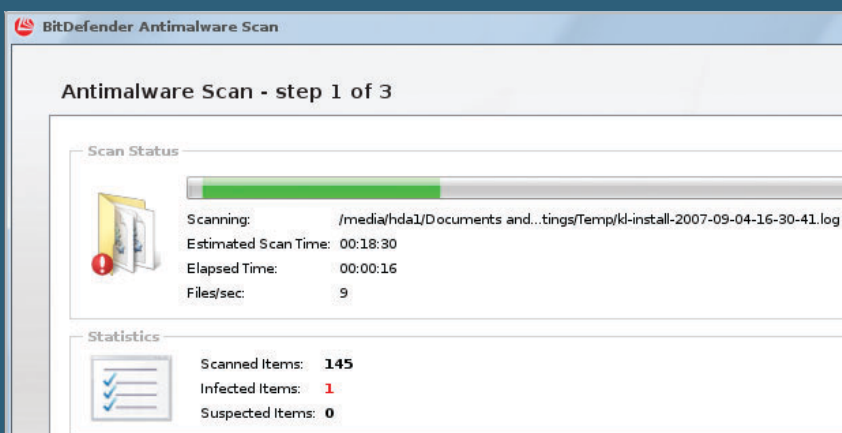 BitDefender Antimalware Scan
Antimalware Scan - step 1 of 3
Scan Status
Scanning: /media/hda1/Documents and...tings/Temp/kl-install-2007-09-04-16-30-41.log
Estimated Scan Time: 00:18:30
Elapsed Time: 00:00:16
Files/sec: 9
Statistics
Scanned Items: 145
Infected Items: 1
Suspected Items: 0